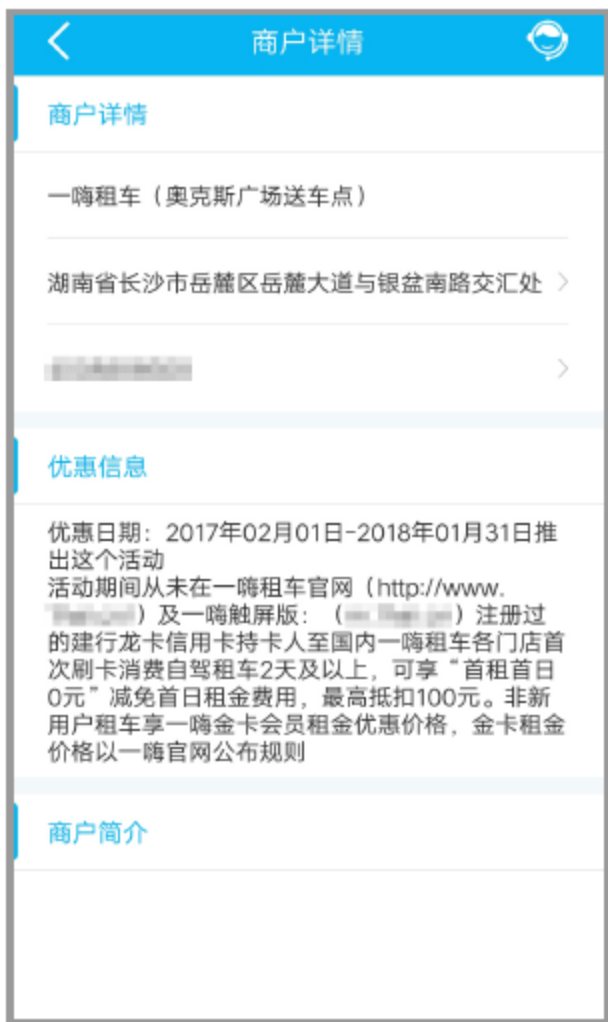 商户详情
商户详情
一嗨租车（奥克斯广场送车点）
湖南省长沙市岳麓区岳麓大道与银盆南路交汇处
优惠信息
优惠日期：2017年02月01日-2018年01月31日推
出这个活动
活动期间从未在一嗨租车官网（http://www.
）及一嗨触屏版：（）注册过
的建行龙卡信用卡持卡人至国内一嗨租车各门店首
次刷卡消费自驾租车2天及以上，可享“首租首日
0元”减免首日租金费用，最高抵扣100元。非新
用户租车享一嗨金卡会员租金优惠价格，金卡租金
价格以一嗨官网公布规则
商户简介